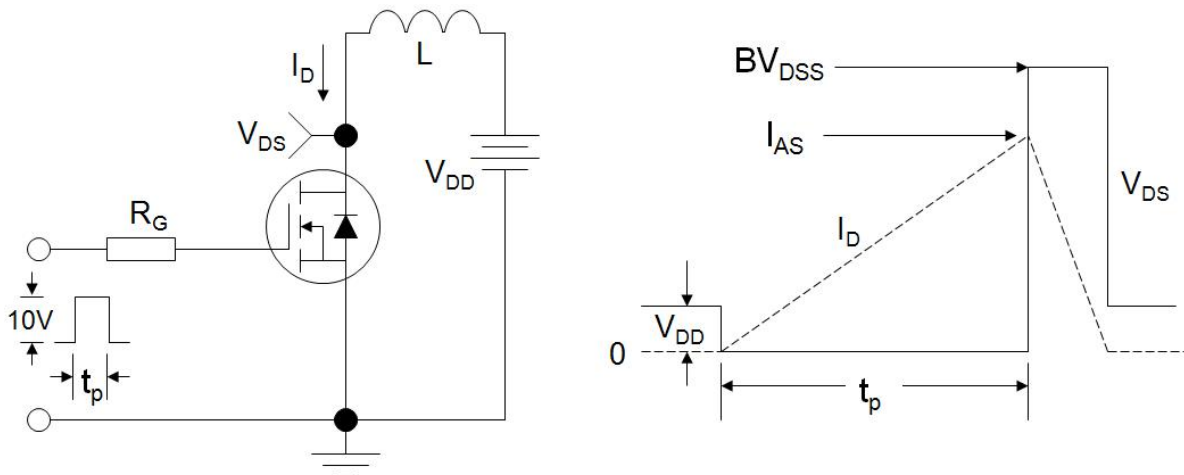 L
I_D
V_DS
V_DD
R_G
10V
t_p
BV_DSS
I_AS
V_DS
I_D
V_DD
0
t_p